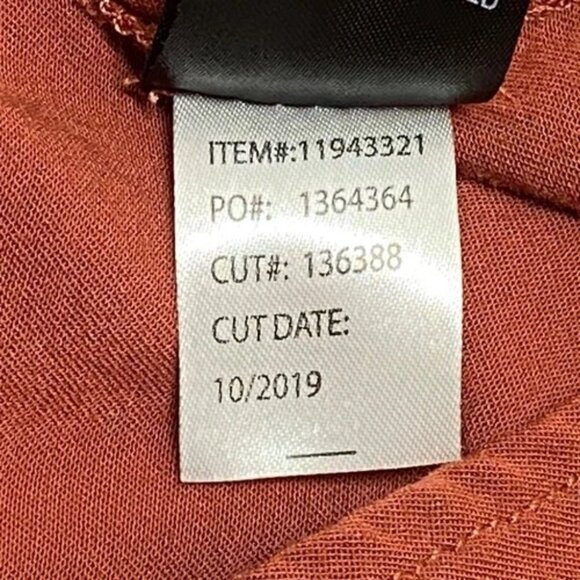 ITEM#:11943321
PO#: 1364364
CUT#: 136388
CUT DATE:
10/2019